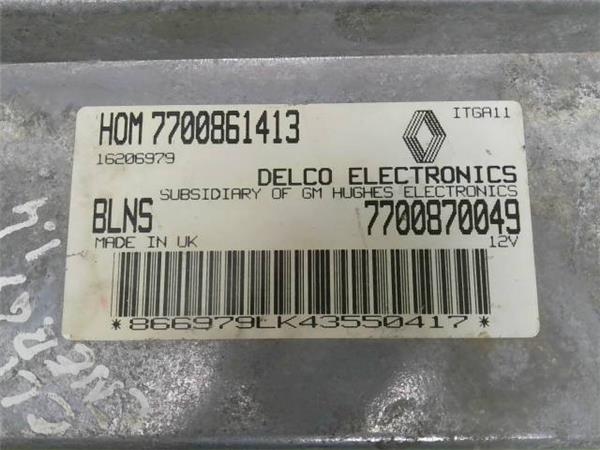 HOM 7700861413
ITGA11
16206979
DELCO ELECTRONICS
SUBSIDIARY OF GM HUGHES ELECTRONICS
BLNS 7700870049
MADE IN UK 12V
*866979LK43550417*